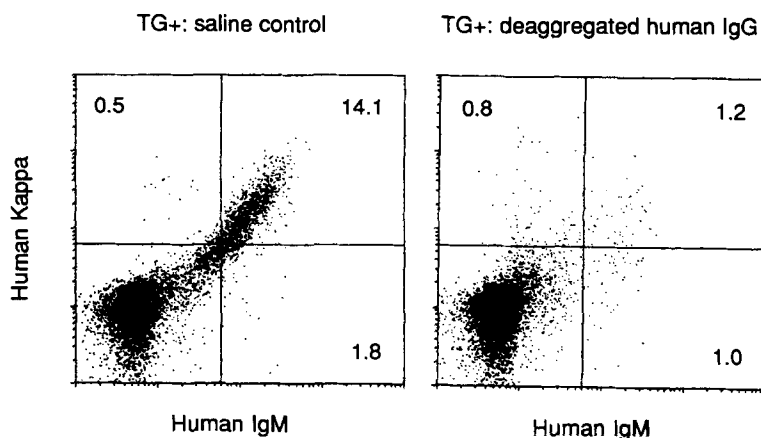 TG+: saline control
TG+: deaggregated human IgG
0.5
14.1
0.8
1.2
Human Kappa
1.8
1.0
Human IgM
Human IgM